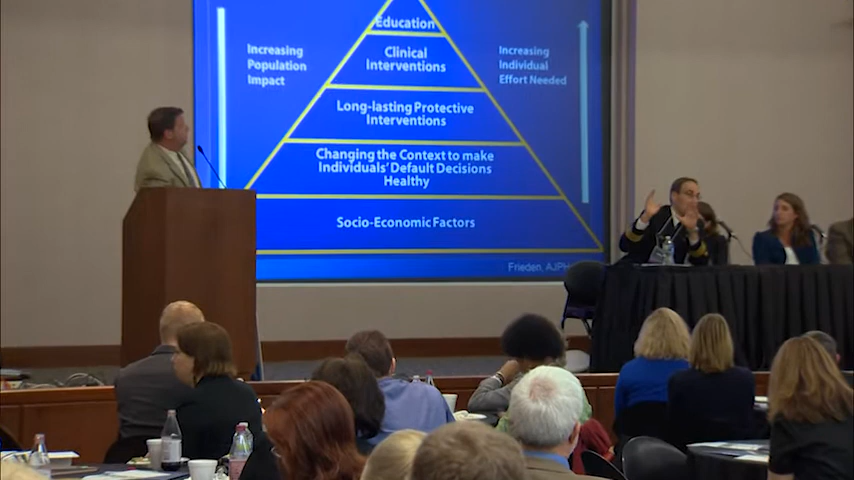 Education
Increasing
Population
Impact
Clinical
Interventions
Increasing
Individual
Effort Needed
Long-lasting Protective
Interventions
Changing the Context to make
Individuals' Default Decisions
Healthy
Socio-Economic Factors
Frieden, AJPH